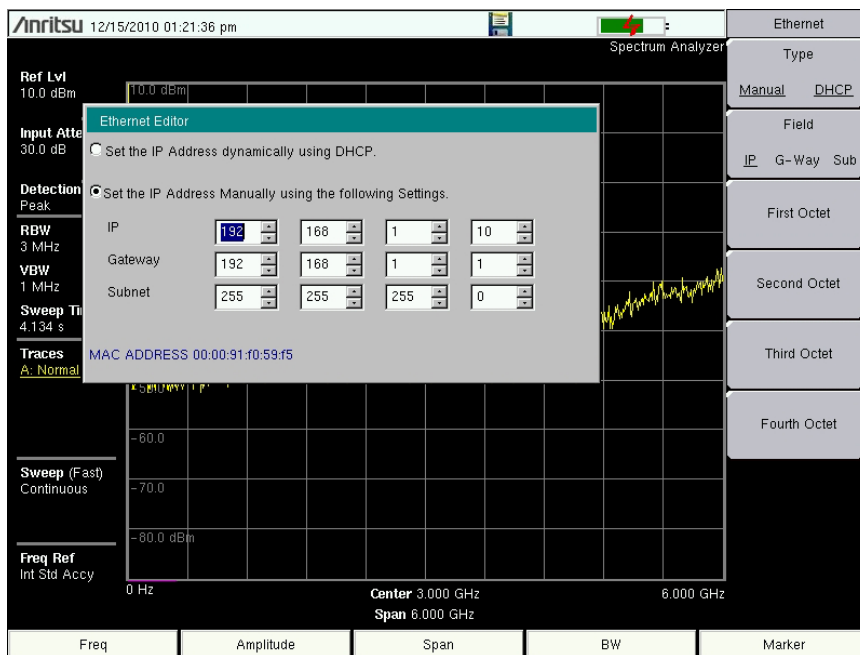 Anritsu 12/15/2010 01:21:36 pm
Spectrum Analyzer
Ref Lvl
10.0 dBm
Input Atte
30.0 dB
Detection
Peak
RBW
3 MHz
VBW
1 MHz
Sweep Ti
4.134 s
Traces
A: Normal
Sweep (Fast)
Continuous
Freq Ref
Int Std Accy
10.0 dBm
Ethernet Editor
Set the IP Address dynamically using DHCP.
Set the IP Address Manually using the following Settings.
IP 192 168 1 10
Gateway 192 168 1 1
Subnet 255 255 255 0
MAC ADDRESS 00:00:91:f0:59:f5
-60.0
-70.0
-80.0 dBm
0 Hz
Center 3.000 GHz
6.000 GHz
Span 6.000 GHz
Ethernet
Type
Manual DHCP
Field
IP G-Way Sub
First Octet
Second Octet
Third Octet
Fourth Octet
Freq
Amplitude
Span
BW
Marker